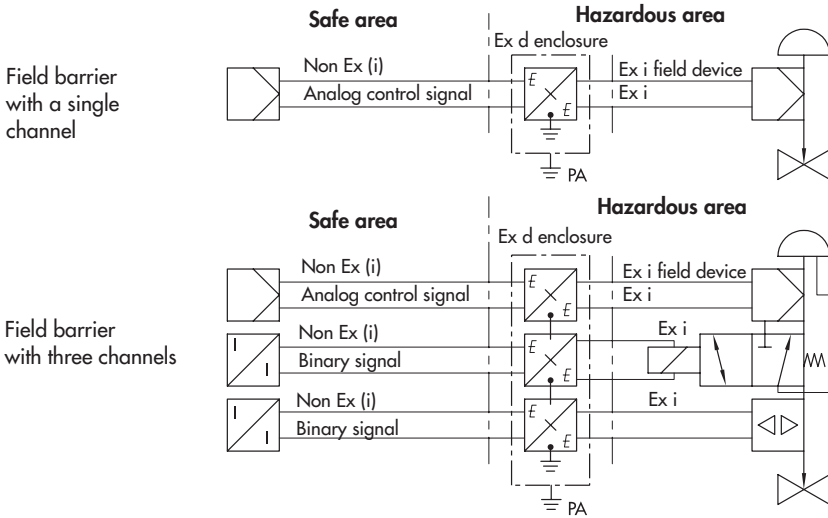 Safe area
Hazardous area
Ex d enclosure
Field barrier
with a single
channel
Non Ex (i)
Analog control signal
E
E
Ex i field device
Ex i
PA
Safe area
Hazardous area
Ex d enclosure
Field barrier
with three channels
Non Ex (i)
Analog control signal
E
E
Ex i field device
Ex i
I
I
Non Ex (i)
Binary signal
E
E
Ex i
I
I
Non Ex (i)
Binary signal
E
E
Ex i
PA